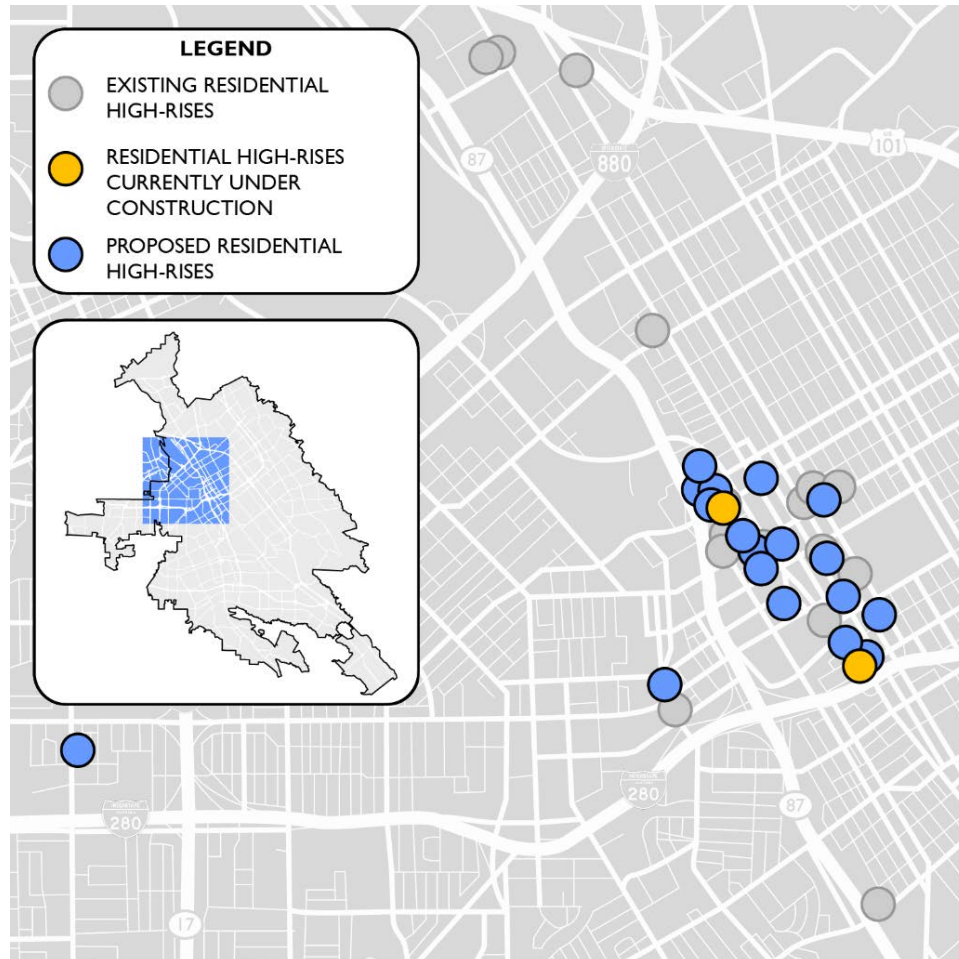 LEGEND
EXISTING RESIDENTIAL
HIGH-RISES
RESIDENTIAL HIGH-RISES
CURRENTLY UNDER
CONSTRUCTION
PROPOSED RESIDENTIAL
HIGH-RISES
87
880
101
280
280
87
17